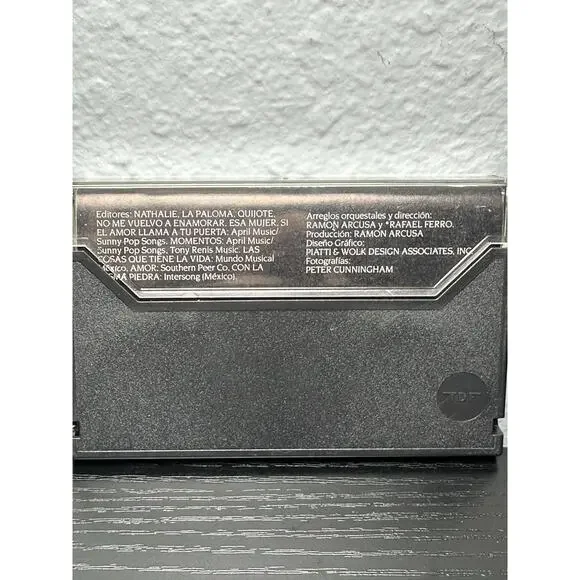 Editores: NATHALIE, LA PALOMA, QUIJOTE,
NO ME VUELVO A ENAMORAR, ESA MUJER, SI
EL AMOR LLAMA A TU PUERTA: April Music/
Sunny Pop Songs. MOMENTOS: April Music/
Sunny Pop Songs, Tony Renis Music. LAS
COSAS QUE TIENE LA VIDA: Mundo Musical
México. AMOR: Southern Peer Co. CON LA
MA PIEDRA: Intersong (México).
Arreglos orquestales y dirección:
RAMON ARCUSA y *RAFAEL FERRO.
Producción: RAMON ARCUSA
Diseño Gráfico:
PIATTI & WOLK DESIGN ASSOCIATES, INC.
Fotografías:
PETER CUNNINGHAM